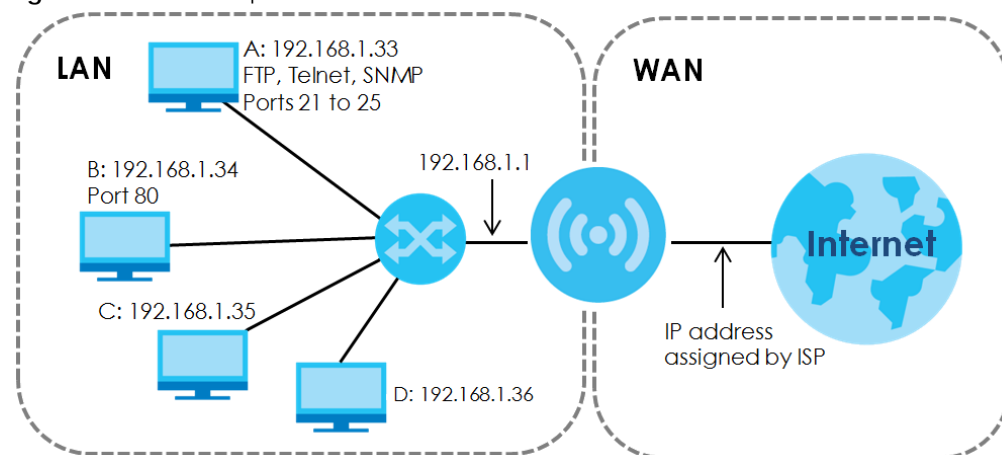 LAN
A: 192.168.1.33
FTP, Telnet, SNMP
Ports 21 to 25
WAN
B: 192.168.1.34
Port 80
192.168.1.1
Internet
C: 192.168.1.35
IP address
assigned by ISP
D: 192.168.1.36